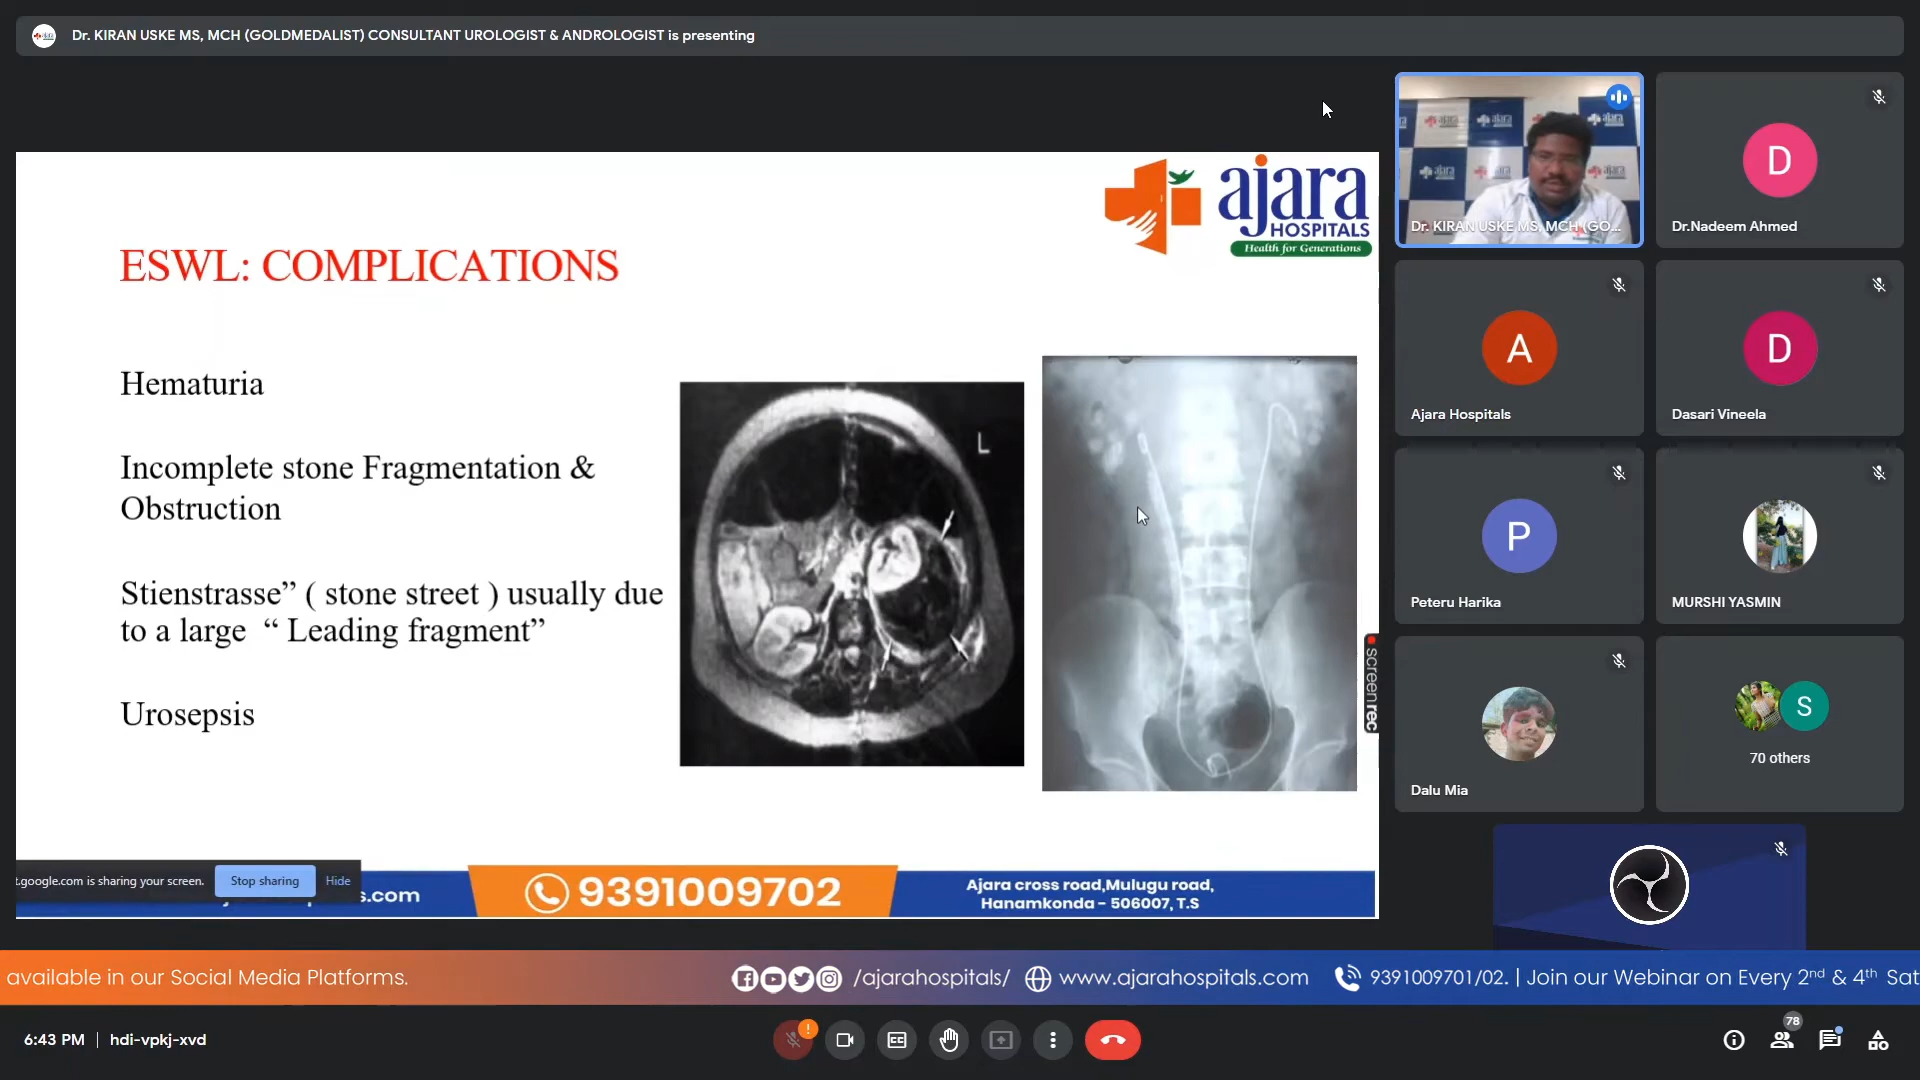 Dr. KIRAN USKE MS, MCH (GOLDMEDALIST) CONSULTANT UROLOGIST & ANDROLOGIST is presenting
ajara
HOSPITALS
Health for Generations
ESWL: COMPLICATIONS
Hematuria
Incomplete stone Fragmentation &
Obstruction
Stienstrasse” ( stone street ) usually due
to a large “ Leading fragment”
Urosepsis
L
screenrec
t.google.com is sharing your screen.
Stop sharing
Hide
s.com
9391009702
Ajara cross road,Mulugu road,
Hanamkonda - 506007, T.S
Dr. KIRAN USKE MS, MCH (GO...
D
Dr.Nadeem Ahmed
A
Ajara Hospitals
D
Dasari Vineela
P
Peteru Harika
MURSHI YASMIN
Dalu Mia
S
70 others
available in our Social Media Platforms.
/ajarahospitals/
www.ajarahospitals.com
9391009701/02. | Join our Webinar on Every 2nd & 4th Sat
6:43 PM | hdi-vpkj-xvd
78